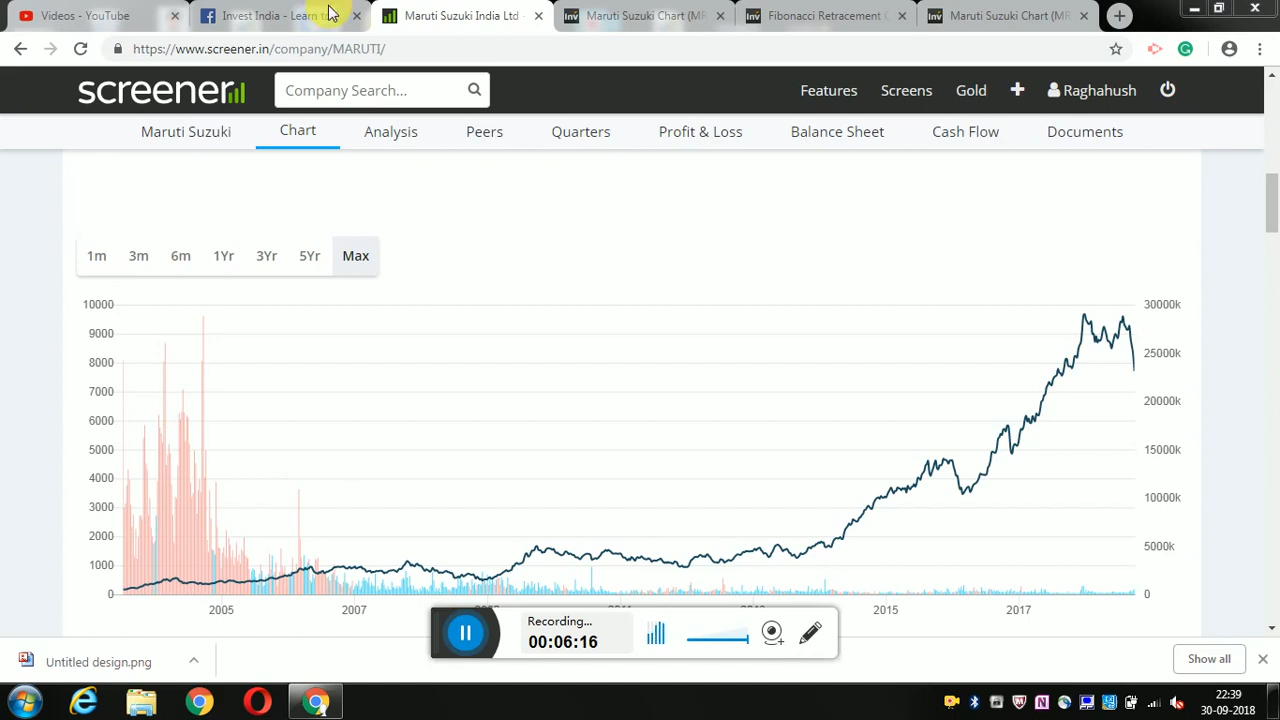 Videos - YouTube
Invest India - Learn to
Maruti Suzuki India Ltd
Maruti Suzuki Chart (MR
Fibonacci Retracement
Maruti Suzuki Chart (MR
https://www.screener.in/company/MARUTI/
screener
Company Search...
Features
Screens
Gold
Raghahush
Maruti Suzuki
Chart
Analysis
Peers
Quarters
Profit & Loss
Balance Sheet
Cash Flow
Documents
1m
3m
6m
1Yr
3Yr
5Yr
Max
10000
9000
8000
7000
6000
5000
4000
3000
2000
1000
0
30000k
25000k
20000k
15000k
10000k
5000k
0
2005
2007
2011
2013
2015
2017
Recording...
00:06:16
Untitled design.png
Show all
22:39
30-09-2018